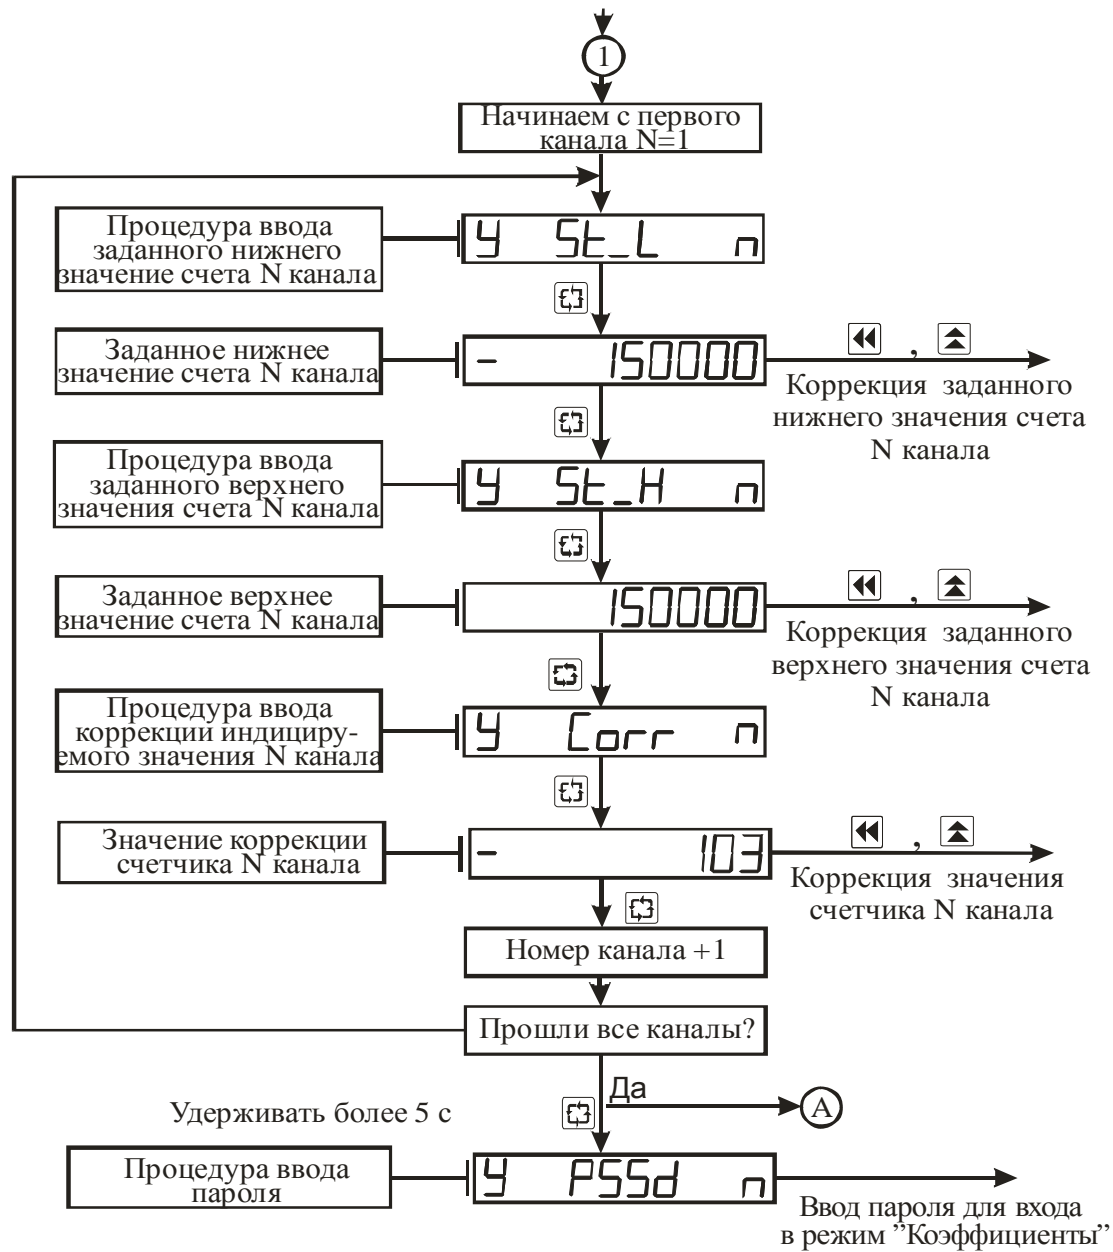 1
Начинаем с первого
канала N=1
Процедура ввода
заданного нижнего
значение счета N канала
У St_L n
Заданное нижнее
значение счета N канала
- 150000
,
Коррекция заданного
нижнего значения счета
N канала
Процедура ввода
заданного верхнего
значения счета N канала
У St_H n
Заданное верхнее
значение счета N канала
150000
,
Коррекция заданного
верхнего значения счета
N канала
Процедура ввода
коррекции индициру-
емого значения N канала
У Corr n
Значение коррекции
счетчика N канала
- 103
,
Коррекция значения
счетчика N канала
Номер канала +1
Прошли все каналы?
Да
A
Удерживать более 5 с
Процедура ввода
пароля
У PSSd n
Ввод пароля для входа
в режим ”Коэффициенты”